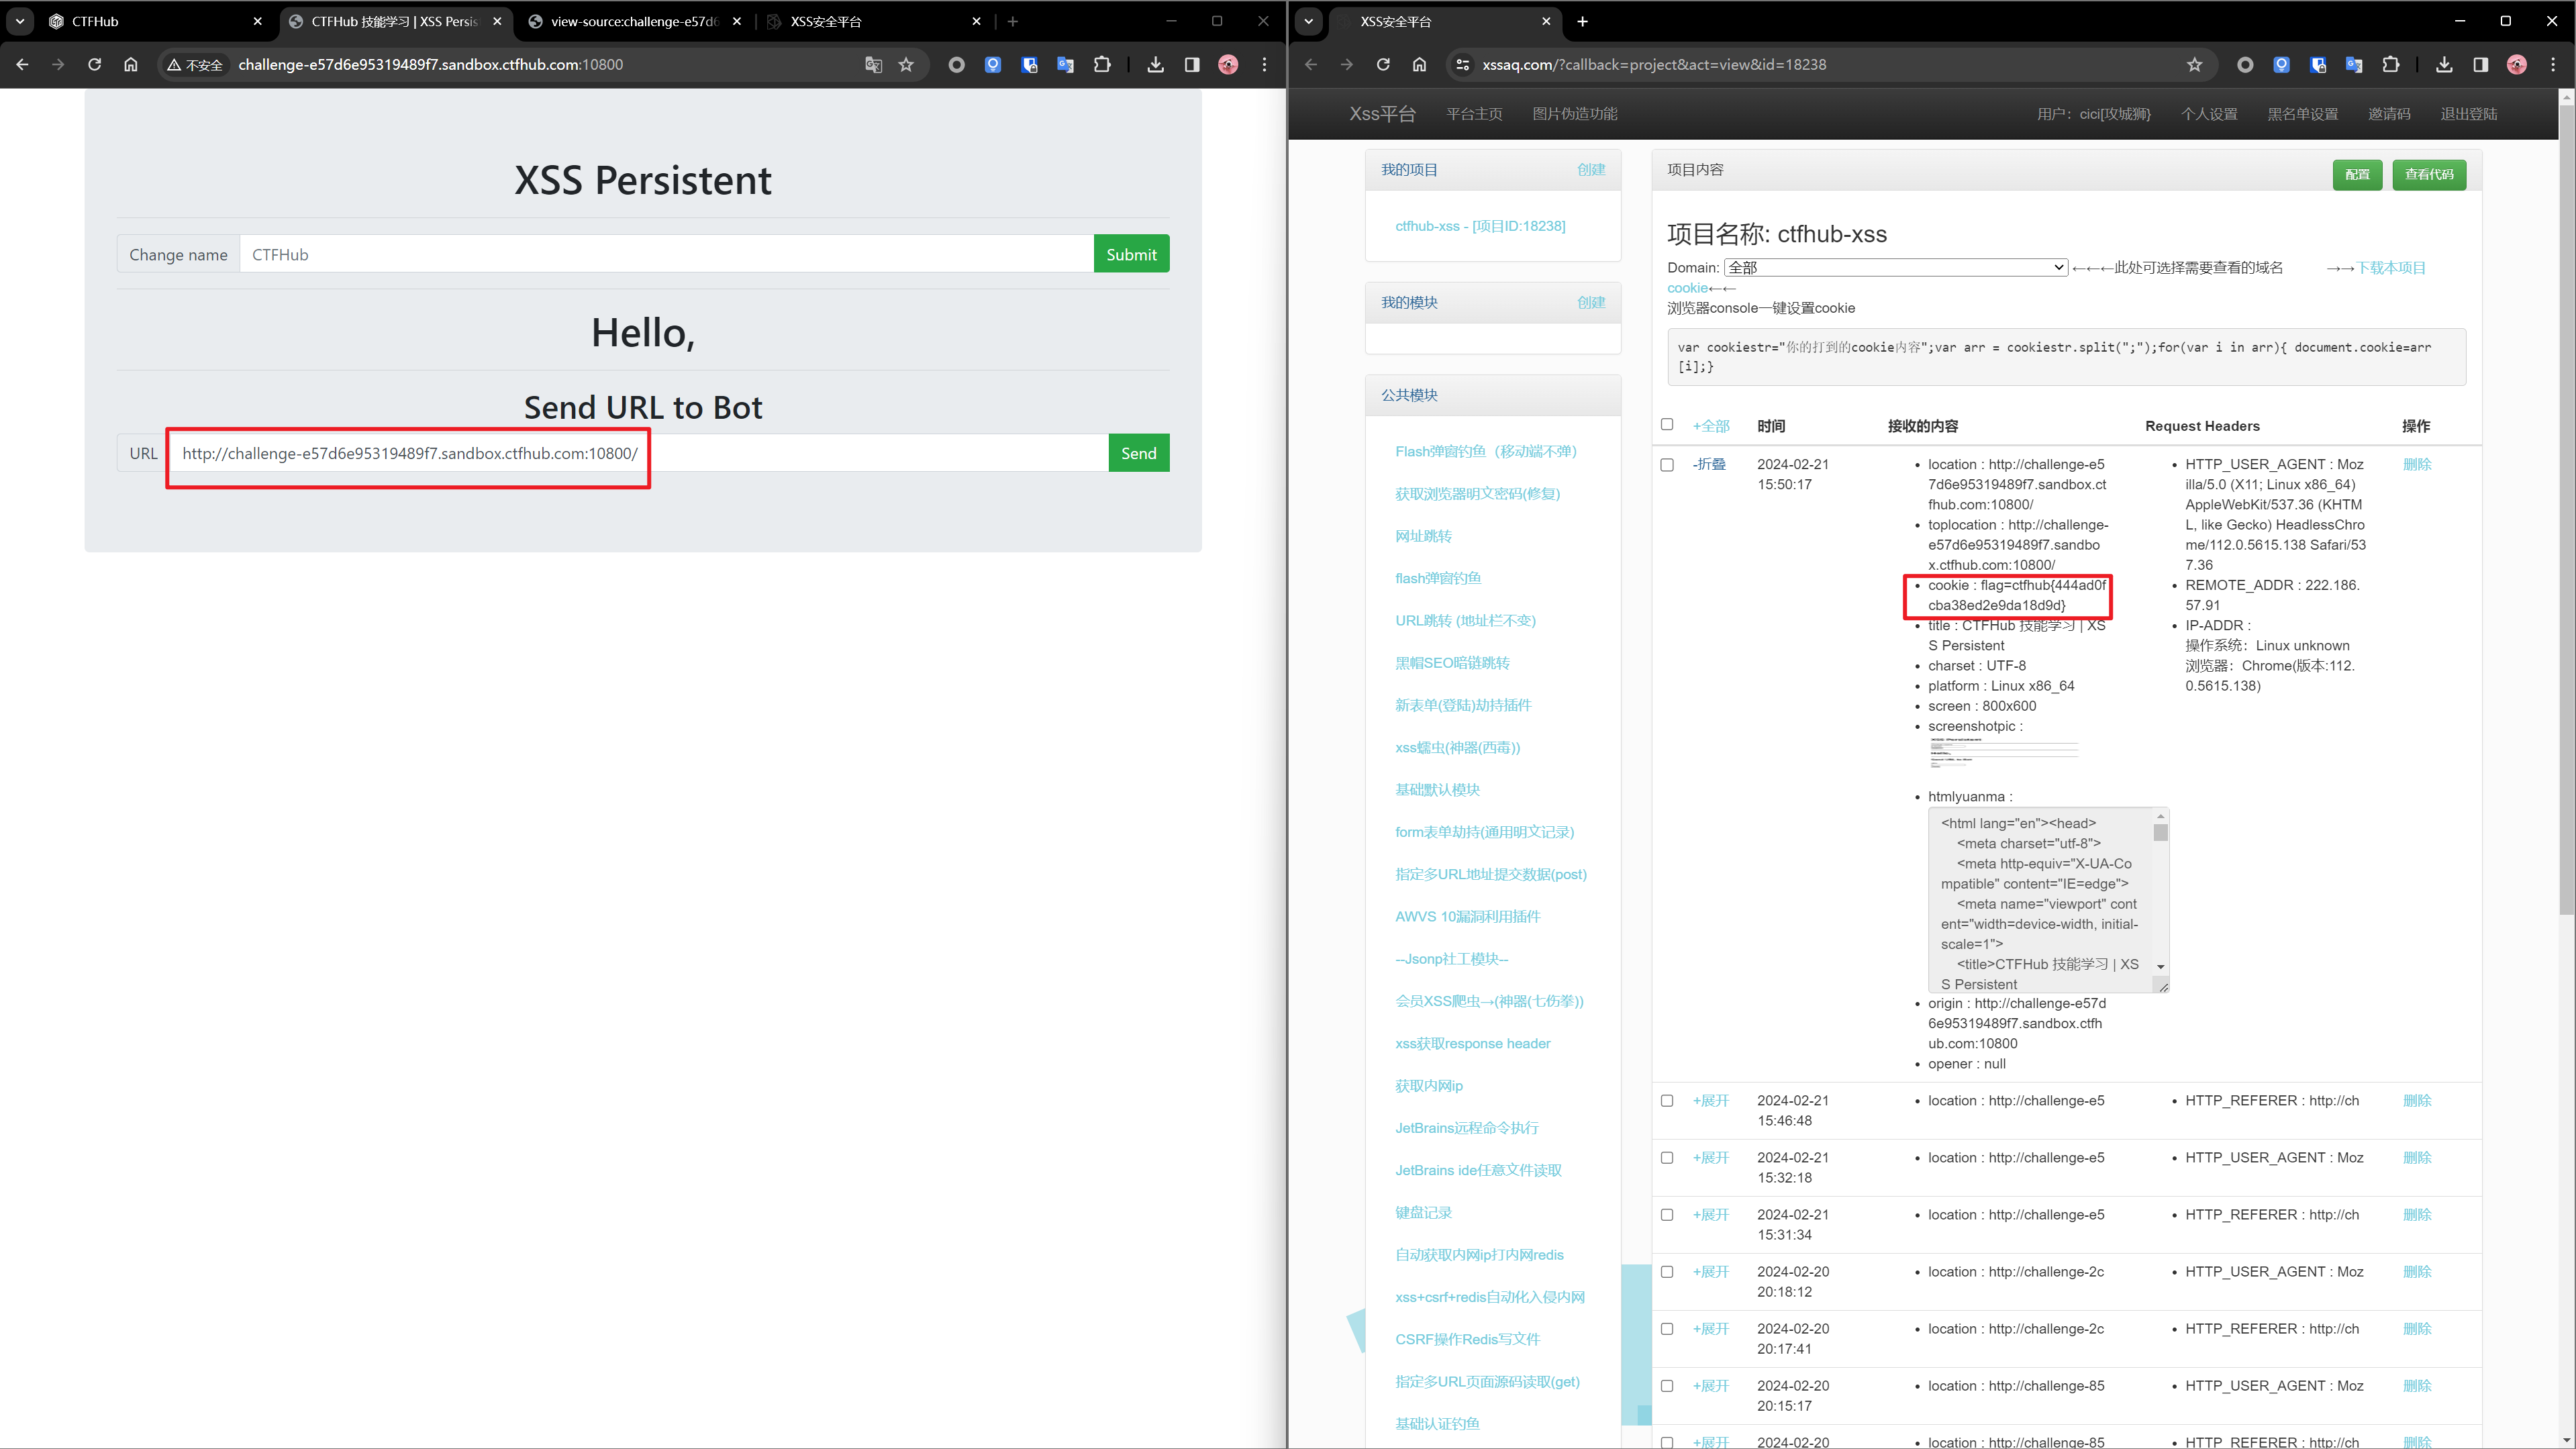 CTFHub
CTFHub 技能学习 | XSS Persis
view-source:challenge-e57d6
XSS安全平台
不安全
challenge-e57d6e95319489f7.sandbox.ctfhub.com:10800
XSS Persistent
Change name
CTFHub
Submit
Hello,
Send URL to Bot
URL
http://challenge-e57d6e95319489f7.sandbox.ctfhub.com:10800/
Send
XSS安全平台
xssaq.com/?callback=project&act=view&id=18238
Xss平台
平台主页
图片伪造功能
用户：cici[攻城狮}
个人设置
黑名单设置
邀请码
退出登陆
我的项目
创建
ctfhub-xss - [项目ID:18238]
我的模块
创建
公共模块
Flash弹窗钓鱼（移动端不弹）
获取浏览器明文密码(修复)
网址跳转
flash弹窗钓鱼
URL跳转 (地址栏不变)
黑帽SEO暗链跳转
新表单(登陆)劫持插件
xss蠕虫(神器(西毒))
基础默认模块
form表单劫持(通用明文记录)
指定多URL地址提交数据(post)
AWVS 10漏洞利用插件
--Jsonp社工模块--
会员XSS爬虫→(神器(七伤拳))
xss获取response header
获取内网ip
JetBrains远程命令执行
JetBrains ide任意文件读取
键盘记录
自动获取内网ip打内网redis
xss+csrf+redis自动化入侵内网
CSRF操作Redis写文件
指定多URL页面源码读取(get)
基础认证钓鱼
项目内容
配置
查看代码
项目名称: ctfhub-xss
Domain: 全部 ←←←此处可选择需要查看的域名 →→下载本项目
cookie←←
浏览器console一键设置cookie
var cookiestr="你的打到的cookie内容";var arr = cookiestr.split(";");for(var i in arr){ document.cookie=arr
[i];}
+全部 时间 接收的内容 Request Headers 操作
-折叠
2024-02-21
15:50:17
location : http://challenge-e5
7d6e95319489f7.sandbox.ct
fhub.com:10800/
toplocation : http://challenge-
e57d6e95319489f7.sandbo
x.ctfhub.com:10800/
cookie : flag=ctfhub{444ad0f
cba38ed2e9da18d9d}
title : CTFHub 技能学习 | XS
S Persistent
charset : UTF-8
platform : Linux x86_64
screen : 800x600
screenshotpic :
htmlyuanma :
<html lang="en"><head>
<meta charset="utf-8">
<meta http-equiv="X-UA-Co
mpatible" content="IE=edge">
<meta name="viewport" cont
ent="width=device-width, initial-
scale=1">
<title>CTFHub 技能学习 | XS
S Persistent
origin : http://challenge-e57d
6e95319489f7.sandbox.ctfh
ub.com:10800
opener : null
HTTP_USER_AGENT : Moz
illa/5.0 (X11; Linux x86_64)
AppleWebKit/537.36 (KHTM
L, like Gecko) HeadlessChro
me/112.0.5615.138 Safari/53
7.36
REMOTE_ADDR : 222.186.
57.91
IP-ADDR :
操作系统：Linux unknown
浏览器：Chrome(版本:112.
0.5615.138)
删除
+展开 2024-02-21 location : http://challenge-e5 HTTP_REFERER : http://ch 删除
15:46:48
+展开 2024-02-21 location : http://challenge-e5 HTTP_USER_AGENT : Moz 删除
15:32:18
+展开 2024-02-21 location : http://challenge-e5 HTTP_REFERER : http://ch 删除
15:31:34
+展开 2024-02-20 location : http://challenge-2c HTTP_USER_AGENT : Moz 删除
20:18:12
+展开 2024-02-20 location : http://challenge-2c HTTP_REFERER : http://ch 删除
20:17:41
+展开 2024-02-20 location : http://challenge-85 HTTP_USER_AGENT : Moz 删除
20:15:17
+展开 2024-02-20 location : http://challenge-85 HTTP_REFERER : http://ch 删除